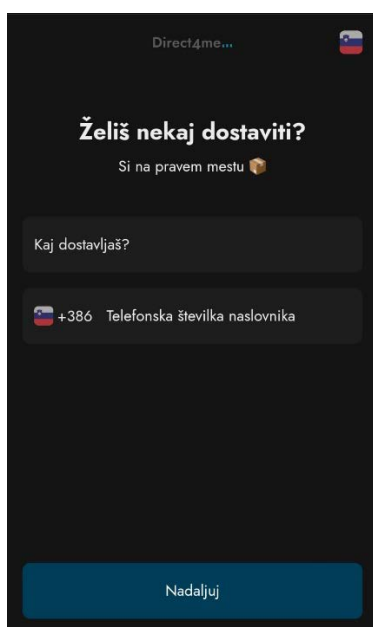 Direct4me...
Želiš nekaj dostaviti?
Si na pravem mestu 📦
Kaj dostavljaš?
+386 Telefonska številka naslovnika
Nadaljuj